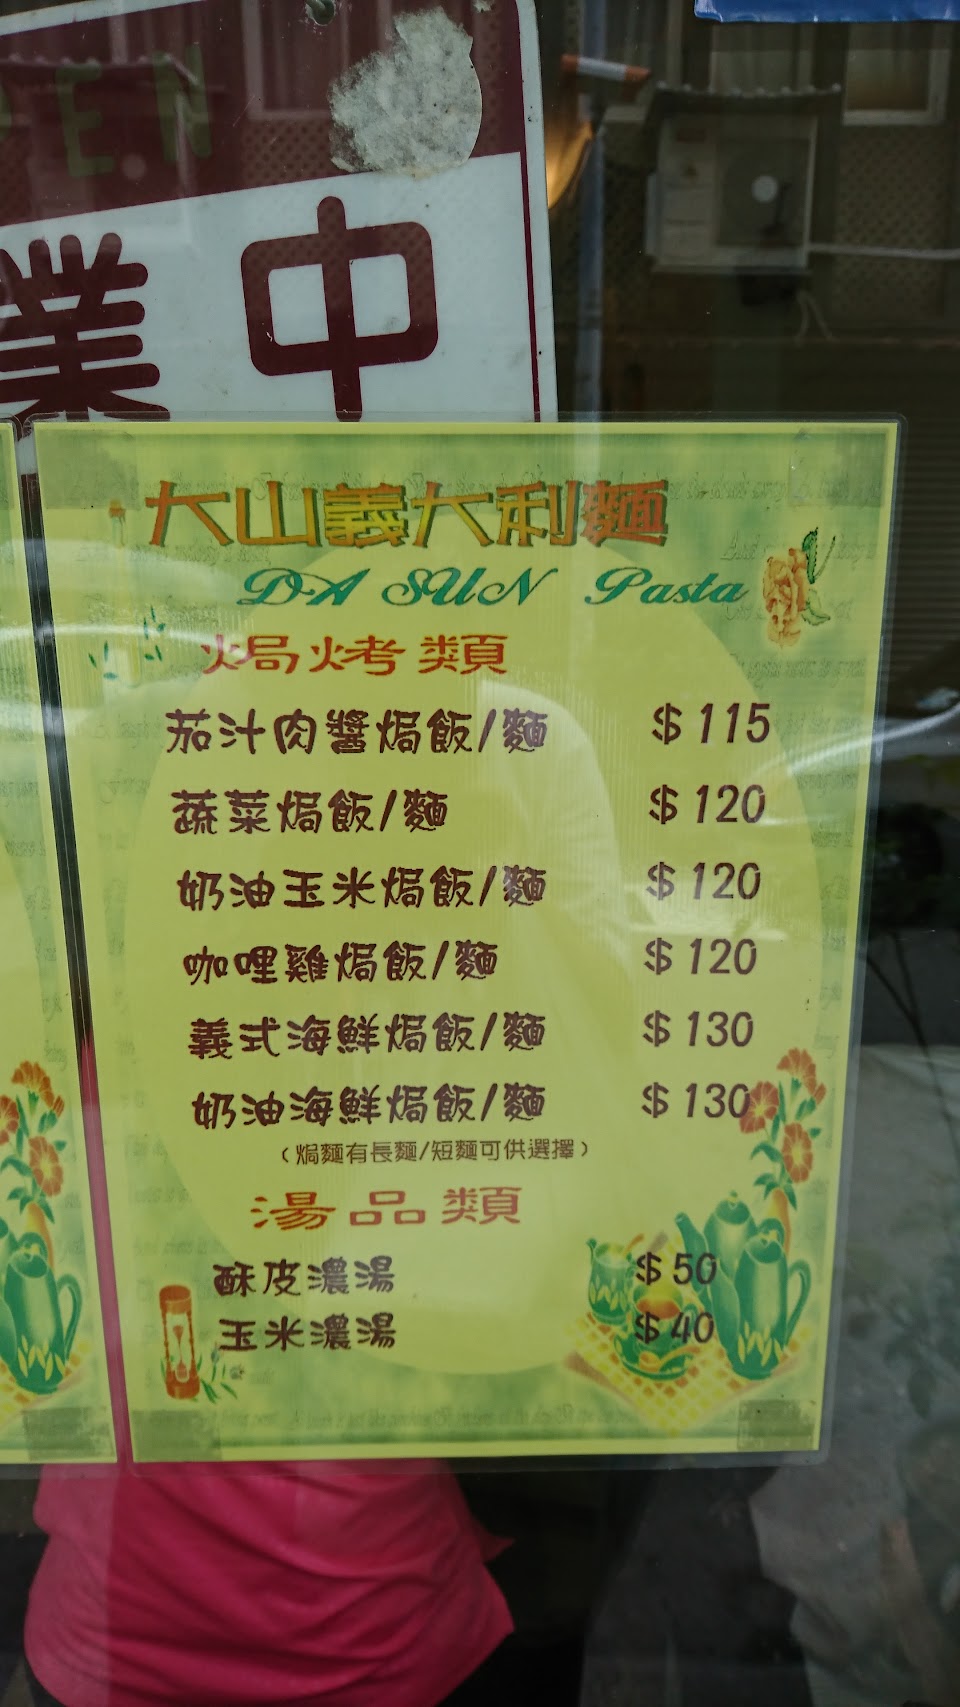 PEN
業中
大山義大利麵
DA SUN Pasta
焗烤類
茄汁肉醬焗飯/麵 $115
蔬菜焗飯/麵 $120
奶油玉米焗飯/麵 $120
咖哩雞焗飯/麵 $120
義式海鮮焗飯/麵 $130
奶油海鮮焗飯/麵 $130
(焗麵有長麵/短麵可供選擇)
湯品類
酥皮濃湯 $50
玉米濃湯 $40